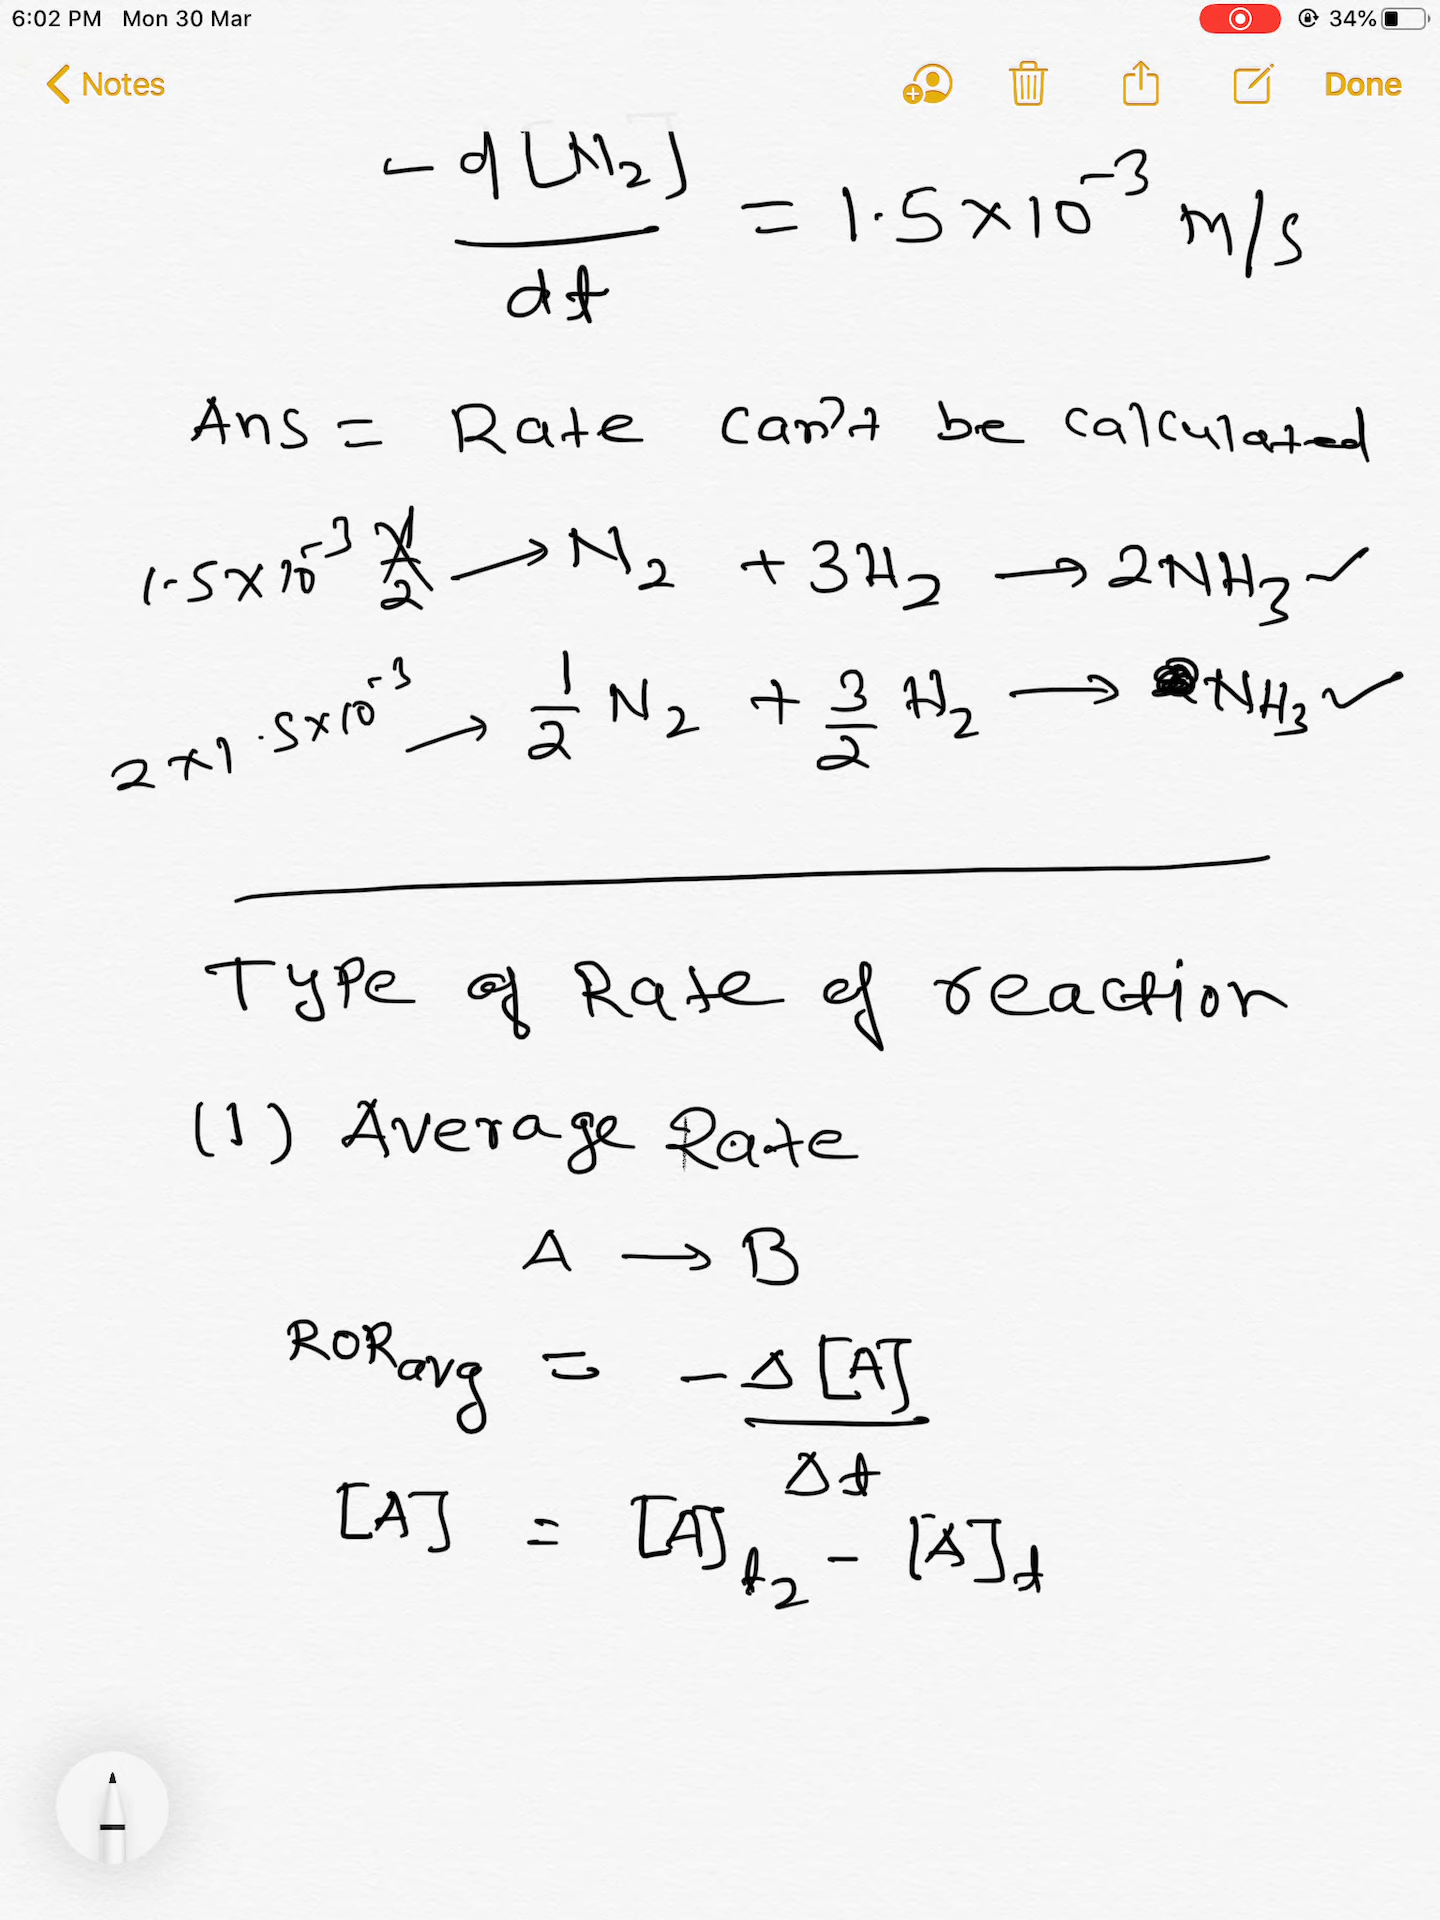 6:02 PM Mon 30 Mar 34%
Notes Done
-d[N₂]/dt = 1.5×10⁻³ m/s
Ans = Rate can't be calculated
1.5×10⁻³ → N₂ + 3H₂ → 2NH₃ ✓
2×1.5×10⁻³ → 1/2 N₂ + 3/2 H₂ → NH₃ ✓
Type of Rate of reaction
(1) Average Rate
A → B
RORavg = -Δ[A]/Δt
[A] = [A]t₂ - [A]t